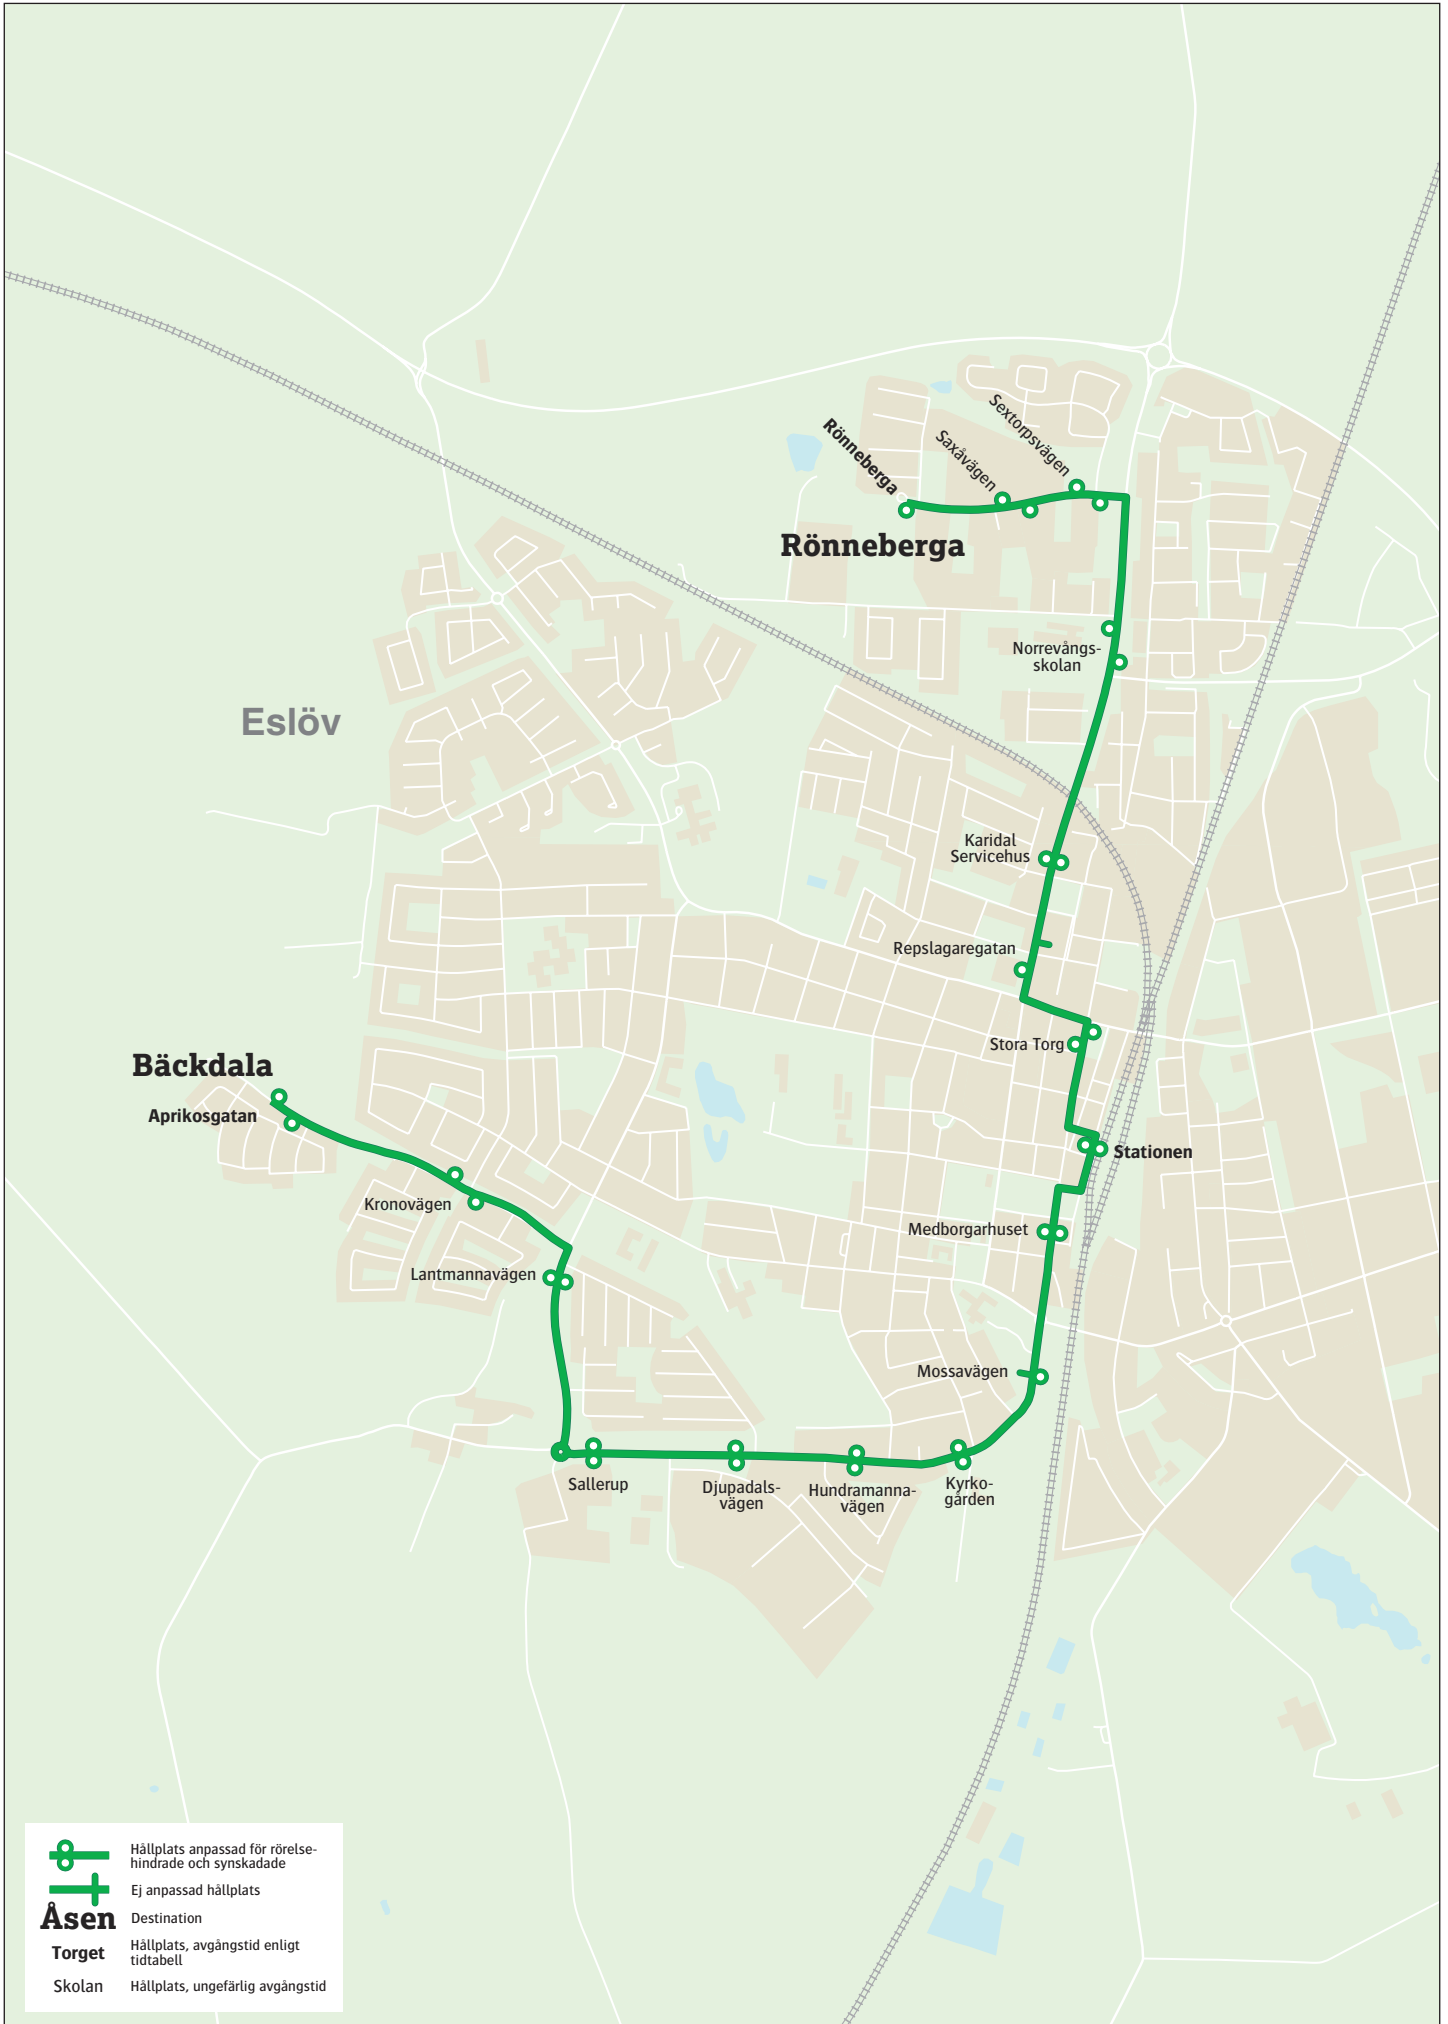 Sextorpsvägen
Saxåvägen
Rönneberga
Rönneberga
Norrevångs-
skolan
Eslöv
Karidal
Servicehus
Repslagaregatan
Stora Torg
Bäckdala
Aprikosgatan
Stationen
Kronovägen
Medborgarhuset
Lantmannavägen
Mossavägen
Sallerup
Djupadals-
vägen
Hundramanna-
vägen
Kyrko-
gården
Hållplats anpassad för rörelse-
hindrade och synskadade
Ej anpassad hållplats
Åsen Destination
Torget Hållplats, avgångstid enligt
tidtabell
Skolan Hållplats, ungefärlig avgångstid